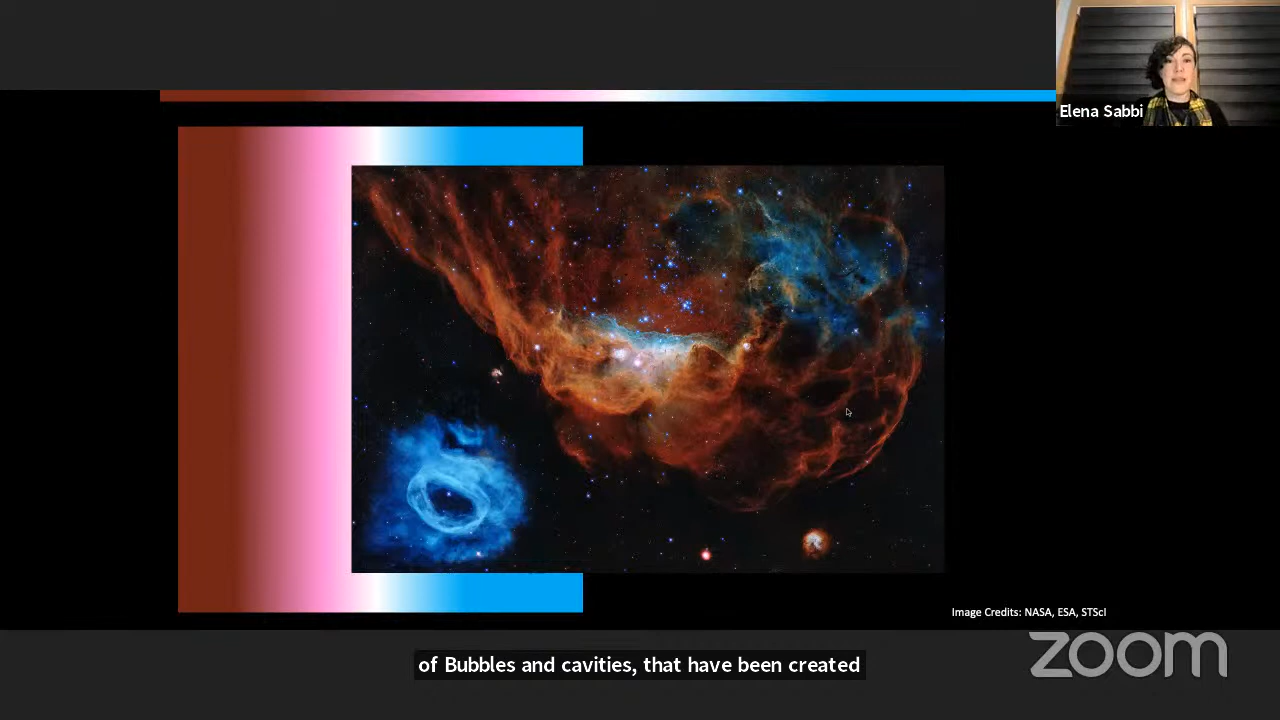 Elena Sabbi
Image Credits: NASA, ESA, STScI
zoom
of Bubbles and cavities, that have been created